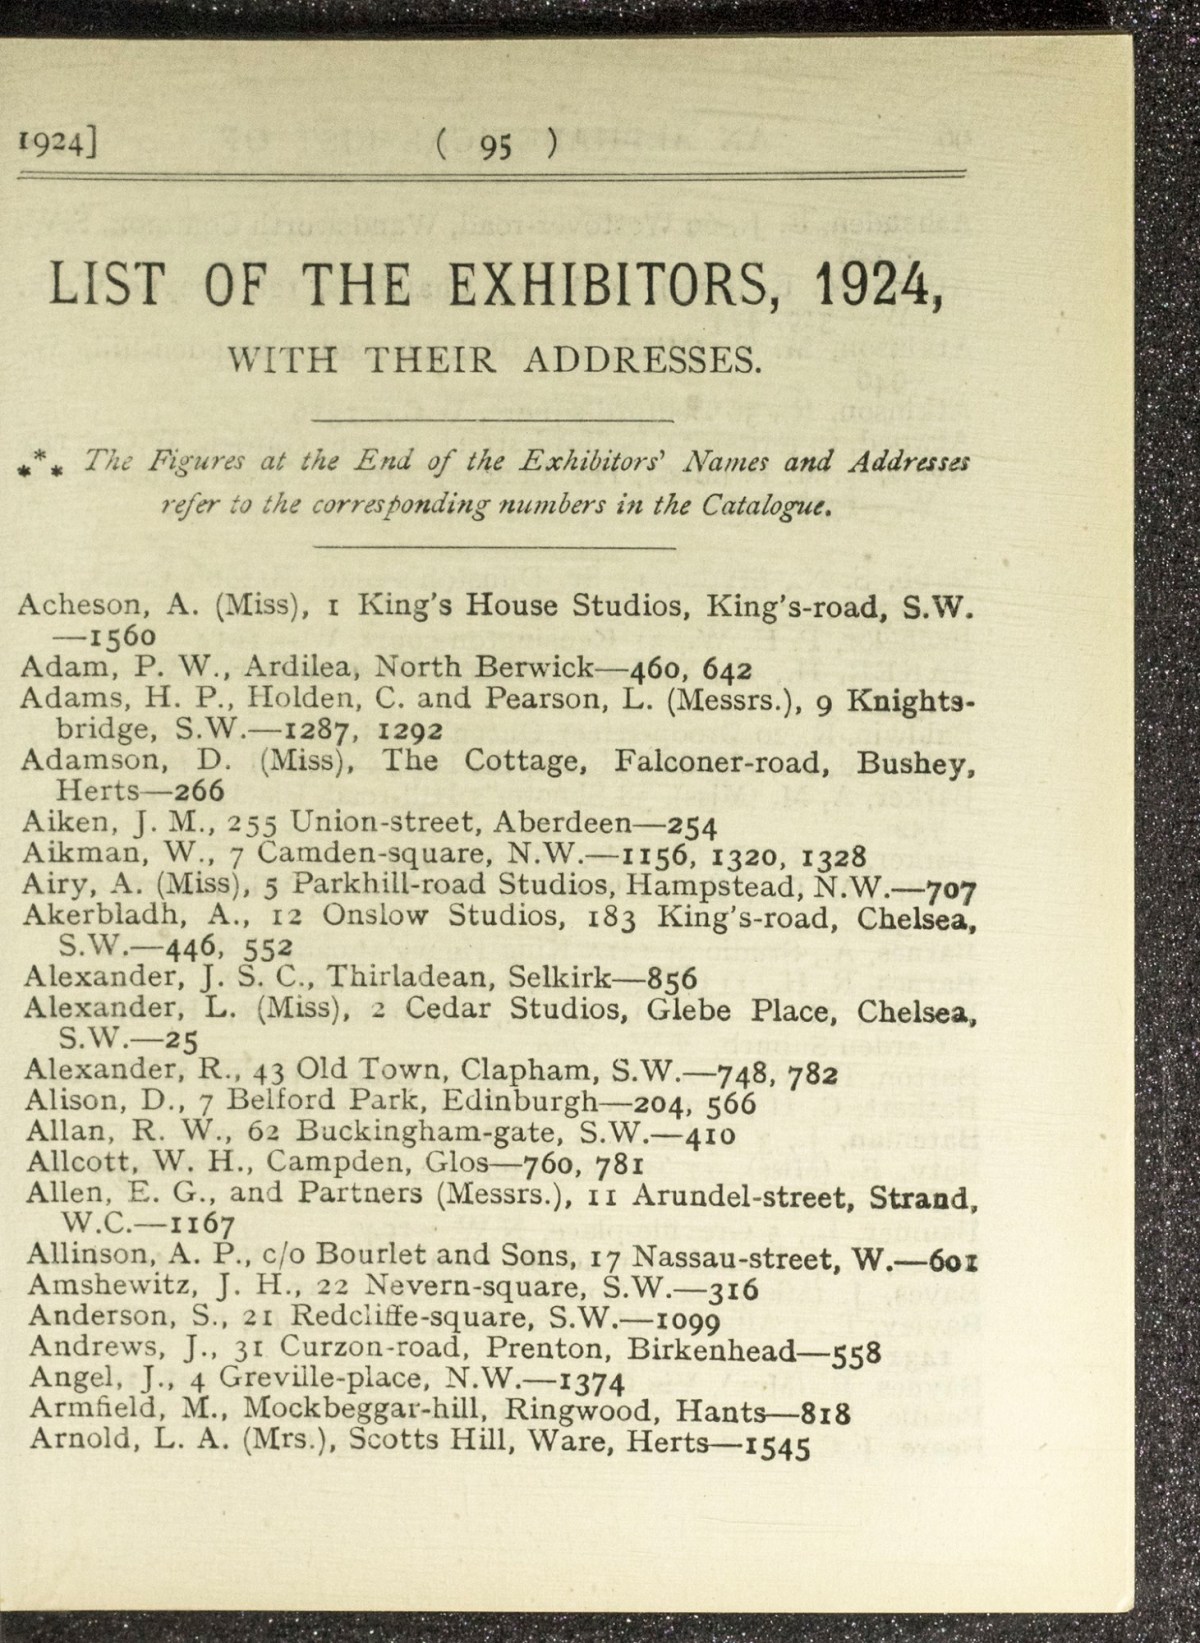 1924]
( 95 )
LIST OF THE EXHIBITORS, 1924,
WITH THEIR ADDRESSES.
*** The Figures at the End of the Exhibitors' Names and Addresses
refer to the corresponding numbers in the Catalogue.
Acheson, A. (Miss), 1 King's House Studios, King's-road, S.W.
—1560
Adam, P. W., Ardilea, North Berwick—460, 642
Adams, H. P., Holden, C. and Pearson, L. (Messrs.), 9 Knights-
bridge, S.W.—1287, 1292
Adamson, D. (Miss), The Cottage, Falconer-road, Bushey,
Herts—266
Aiken, J. M., 255 Union-street, Aberdeen—254
Aikman, W., 7 Camden-square, N.W.—1156, 1320, 1328
Airy, A. (Miss), 5 Parkhill-road Studios, Hampstead, N.W.—707
Akerbladh, A., 12 Onslow Studios, 183 King's-road, Chelsea,
S.W.—446, 552
Alexander, J. S. C., Thirladean, Selkirk—856
Alexander, L. (Miss), 2 Cedar Studios, Glebe Place, Chelsea,
S.W.—25
Alexander, R., 43 Old Town, Clapham, S.W.—748, 782
Alison, D., 7 Belford Park, Edinburgh—204, 566
Allan, R. W., 62 Buckingham-gate, S.W.—410
Allcott, W. H., Campden, Glos—760, 781
Allen, E. G., and Partners (Messrs.), 11 Arundel-street, Strand,
W.C.—1167
Allinson, A. P., c/o Bourlet and Sons, 17 Nassau-street, W.—601
Amshewitz, J. H., 22 Nevern-square, S.W.—316
Anderson, S., 21 Redcliffe-square, S.W.—1099
Andrews, J., 31 Curzon-road, Prenton, Birkenhead—558
Angel, J., 4 Greville-place, N.W.—1374
Armfield, M., Mockbeggar-hill, Ringwood, Hants—818
Arnold, L. A. (Mrs.), Scotts Hill, Ware, Herts—1545